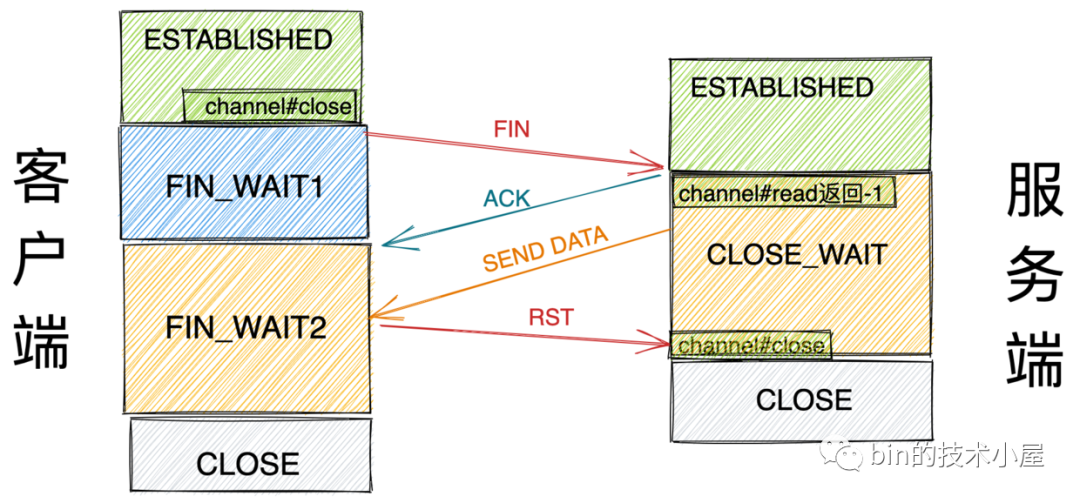 客户端
ESTABLISHED
channel#close
FIN_WAIT1
FIN_WAIT2
CLOSE
FIN
ACK
SEND DATA
RST
ESTABLISHED
channel#read返回-1
CLOSE_WAIT
channel#close
CLOSE
服务端
bin的技术小屋